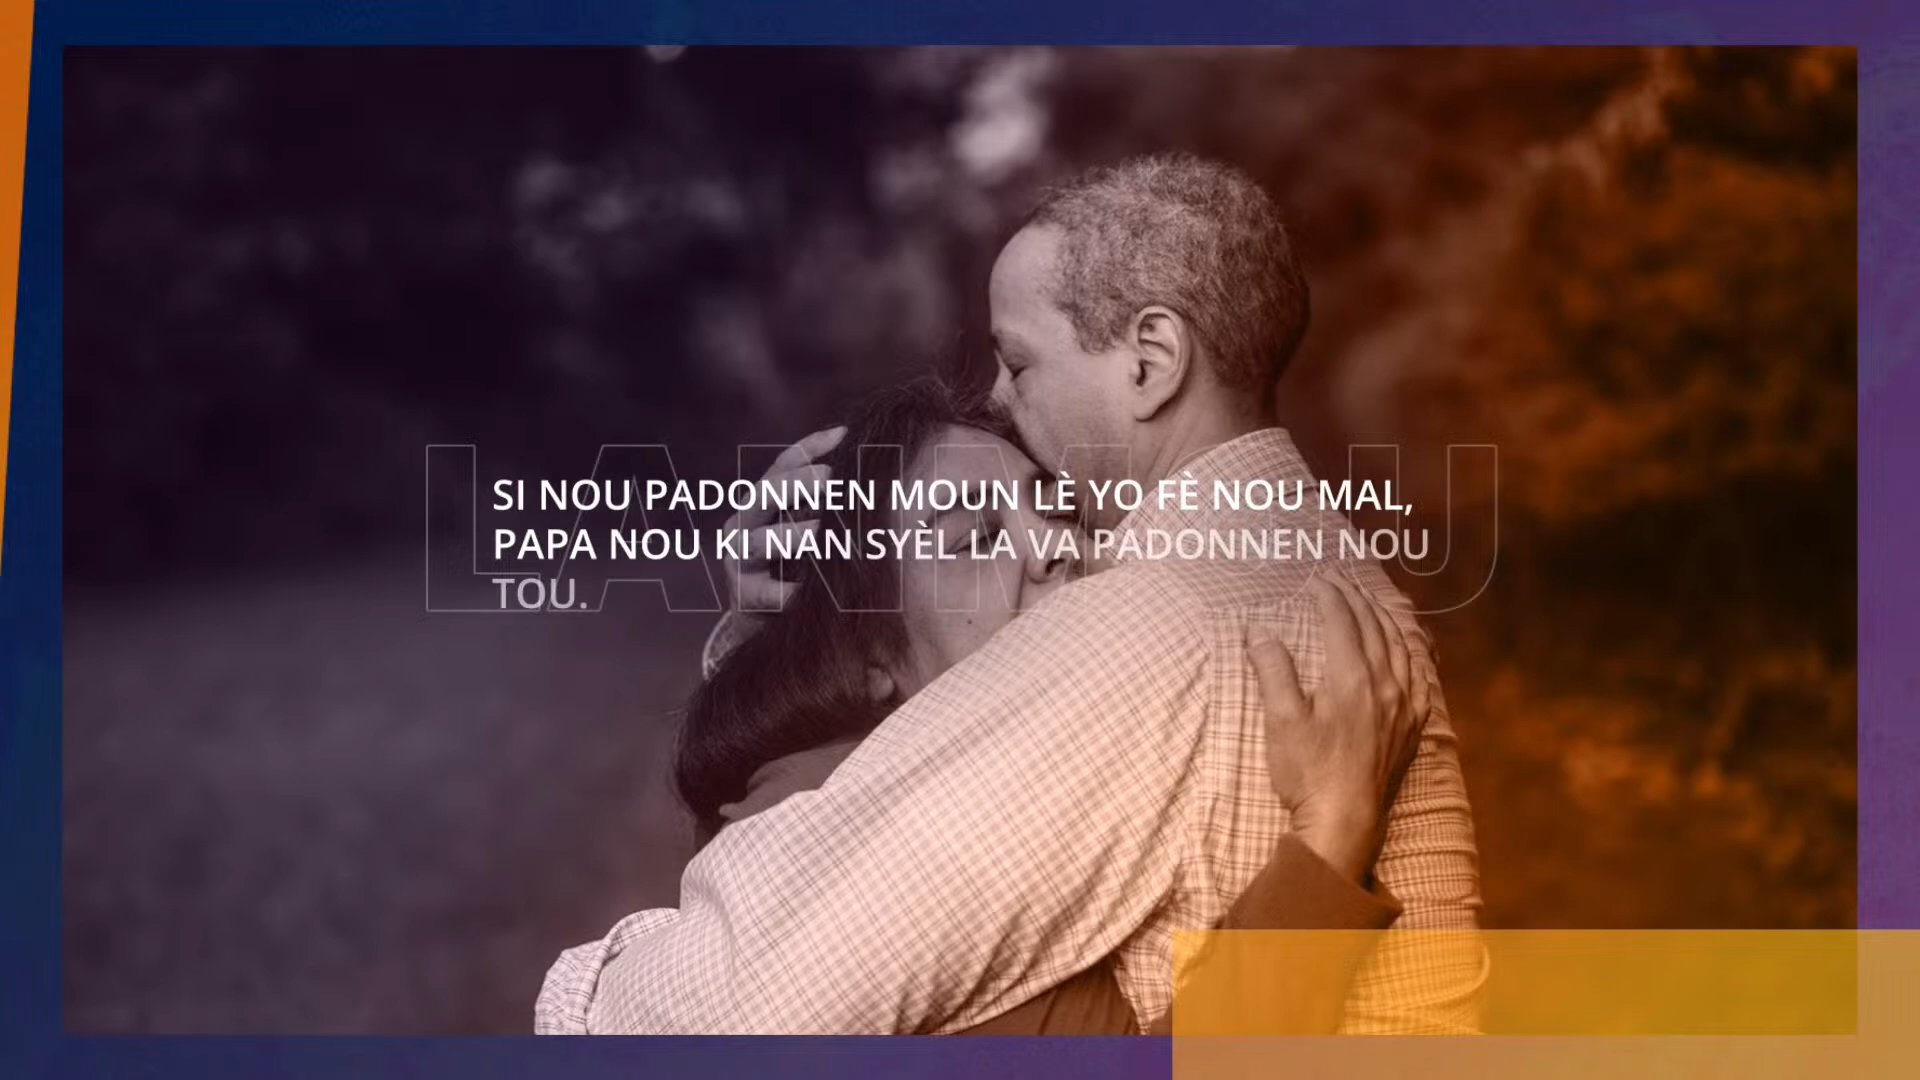 SI NOU PADONNEN MOUN LÈ YO FÈ NOU MAL,
PAPA NOU KI NAN SYÈL LA VA PADONNEN NOU
TOU.